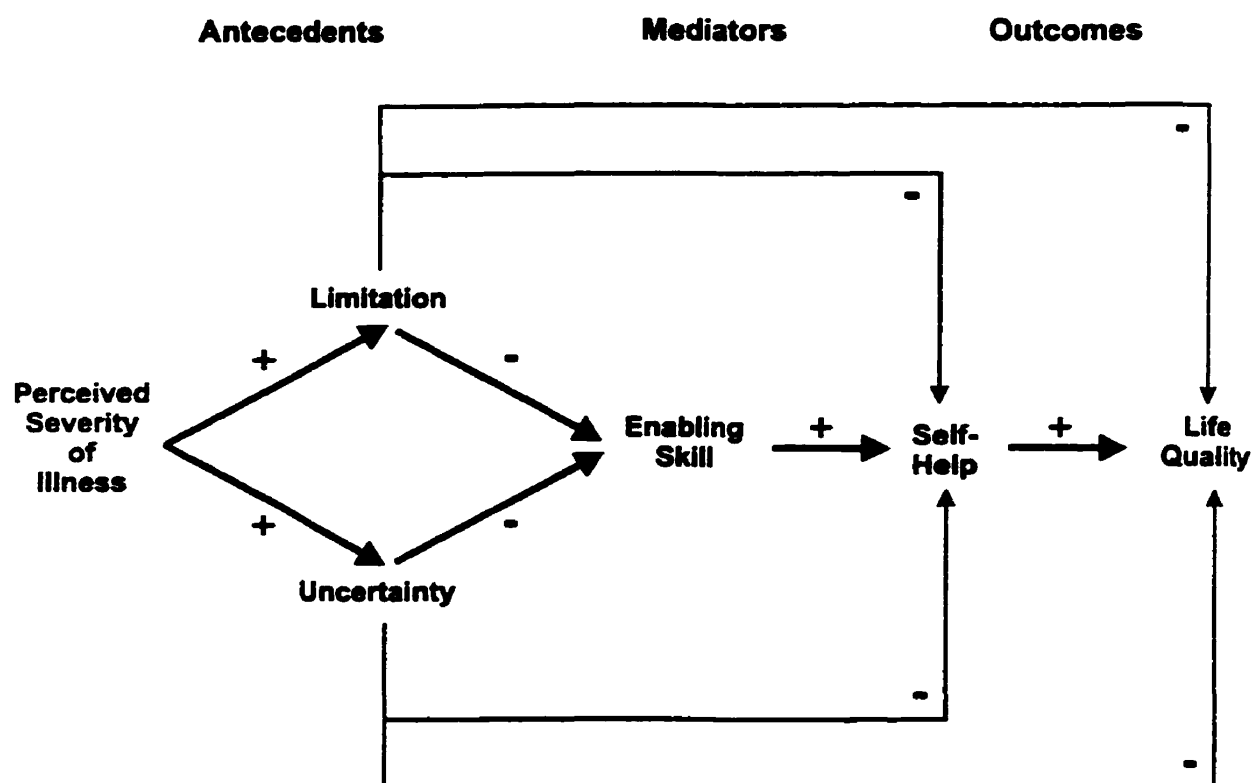 Antecedents Mediators Outcomes
-
-
Limitation
+ -
Perceived
Severity
of
Illness
Enabling
Skill
+
Self-
Help
+
Life
Quality
+ -
Uncertainty
-
-